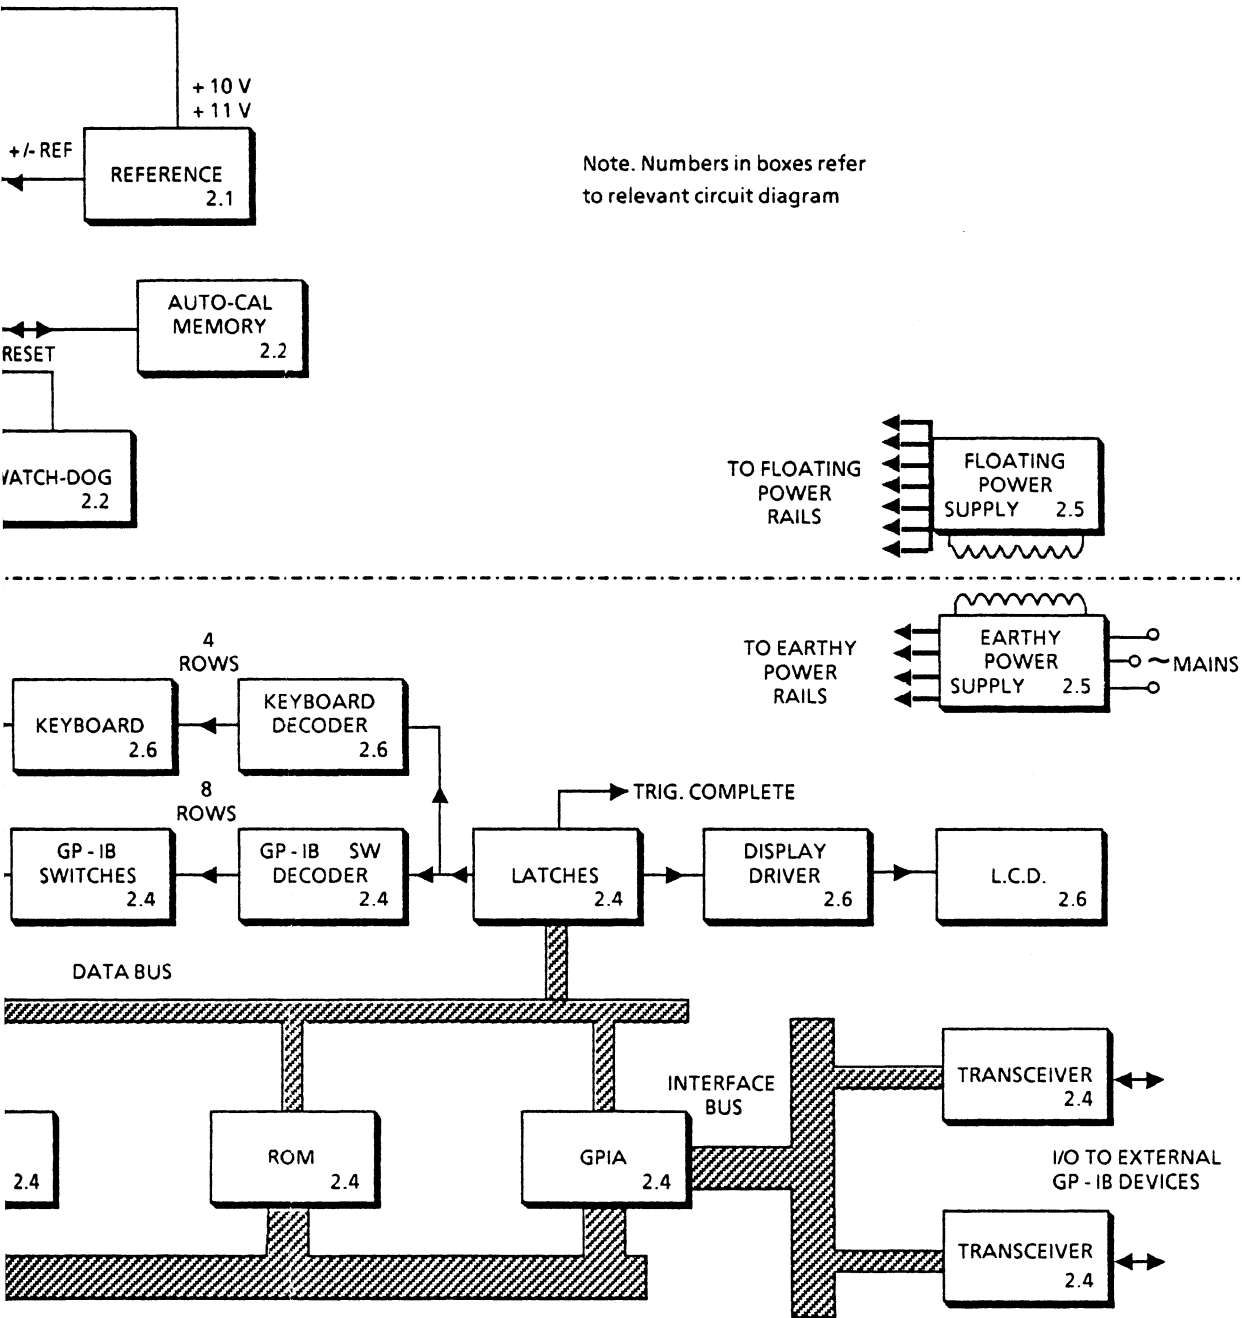 + 10 V
+ 11 V
+/- REF
REFERENCE
2.1
Note. Numbers in boxes refer
to relevant circuit diagram
AUTO-CAL
MEMORY
2.2
RESET
WATCH-DOG
2.2
TO FLOATING
POWER
RAILS
FLOATING
POWER
SUPPLY 2.5
TO EARTHY
POWER
RAILS
EARTHY
POWER
SUPPLY 2.5
~ MAINS
4
ROWS
KEYBOARD
2.6
KEYBOARD
DECODER
2.6
8
ROWS
TRIG. COMPLETE
GP - IB
SWITCHES
2.4
GP - IB SW
DECODER
2.4
LATCHES
2.4
DISPLAY
DRIVER
2.6
L.C.D.
2.6
DATA BUS
INTERFACE
BUS
TRANSCEIVER
2.4
2.4
ROM
2.4
GPIA
2.4
I/O TO EXTERNAL
GP - IB DEVICES
TRANSCEIVER
2.4